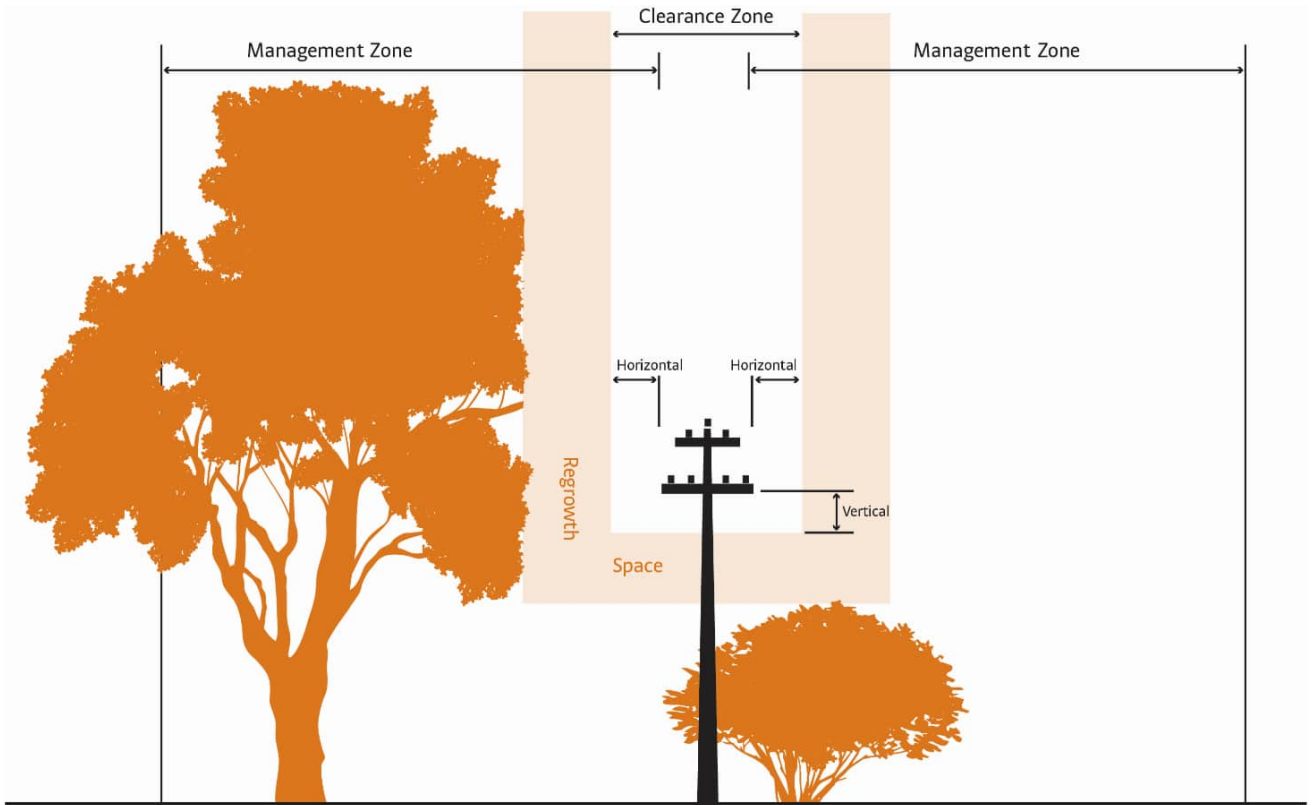 Clearance Zone
Management Zone
Management Zone
Horizontal
Horizontal
Regrowth
Vertical
Space